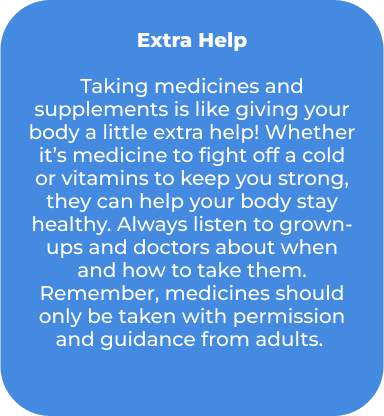 Extra Help
Taking medicines and
supplements is like giving your
body a little extra help! Whether
it’s medicine to fight off a cold
or vitamins to keep you strong,
they can help your body stay
healthy. Always listen to grown-
ups and doctors about when
and how to take them.
Remember, medicines should
only be taken with permission
and guidance from adults.